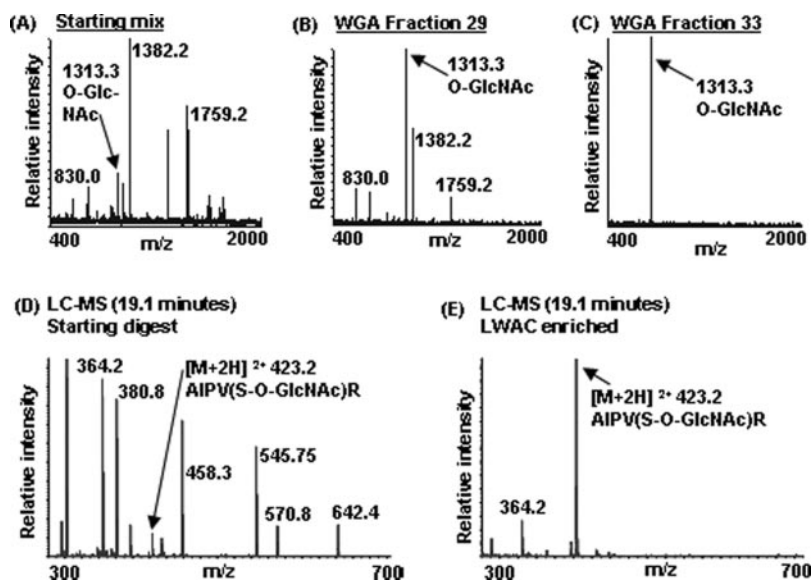 (A) Starting mix
Relative intensity
1313.3
O-Glc-
NAc
830.0
1382.2
1759.2
400
m/z
2000
(B) WGA Fraction 29
Relative intensity
1313.3
O-GlcNAc
830.0
1382.2
1759.2
400
m/z
2000
(C) WGA Fraction 33
Relative intensity
1313.3
O-GlcNAc
400
m/z
2000
(D) LC-MS (19.1 minutes)
Starting digest
Relative intensity
364.2
380.8
[M+2H] ²⁺ 423.2
AIPV(S-O-GlcNAc)R
458.3
545.75
570.8
642.4
300
m/z
700
(E) LC-MS (19.1 minutes)
LWAC enriched
Relative intensity
[M+2H] ²⁺ 423.2
AIPV(S-O-GlcNAc)R
364.2
300
m/z
700